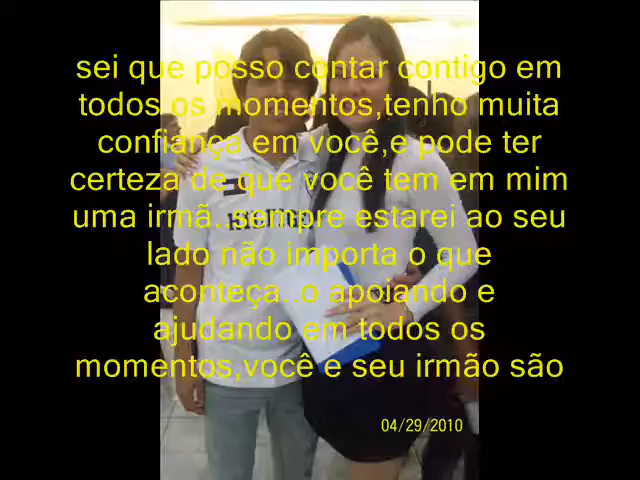 sei que posso contar contigo em
todos os momentos,tenho muita
confiança em você,e pode ter
certeza de que você tem em mim
uma irmã..sempre estarei ao seu
lado não importa o que
aconteça..o apoiando e
ajudando em todos os
momentos,você e seu irmão são
04/29/2010